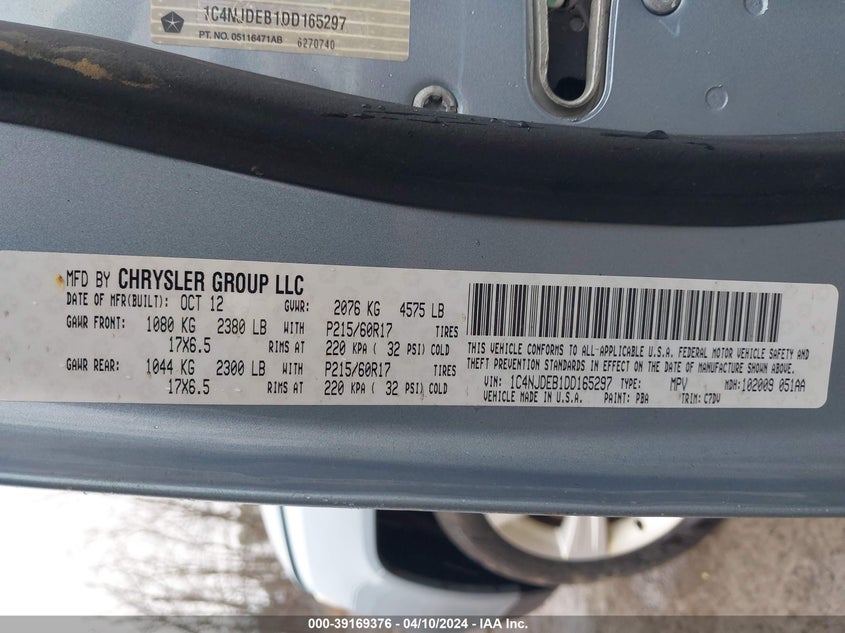 1C4NJDEB1DD165297
PT. NO. 05116471AB 6270740
MFD BY CHRYSLER GROUP LLC
DATE OF MFR(BUILT): OCT 12 GVWR: 2076 KG 4575 LB
GAWR FRONT: 1080 KG 2380 LB WITH P215/60R17 TIRES
17X6.5 RIMS AT 220 KPA ( 32 PSI) COLD
GAWR REAR: 1044 KG 2300 LB WITH P215/60R17 TIRES
17X6.5 RIMS AT 220 KPA ( 32 PSI) COLD
THIS VEHICLE CONFORMS TO ALL-APPLICABLE U.S.A. FEDERAL MOTOR VEHICLE SAFETY AND
THEFT PREVENTION STANDARDS IN EFFECT ON THE DATE OF MANUFACTURE SHOWN ABOVE.
VIN: 1C4NJDEB1DD165297 TYPE: MPV MDH:102009 051AA
VEHICLE MADE IN U.S.A. PAINT: PBA TRIM: C7DV
000-39169376 - 04/10/2024 - IAA Inc.